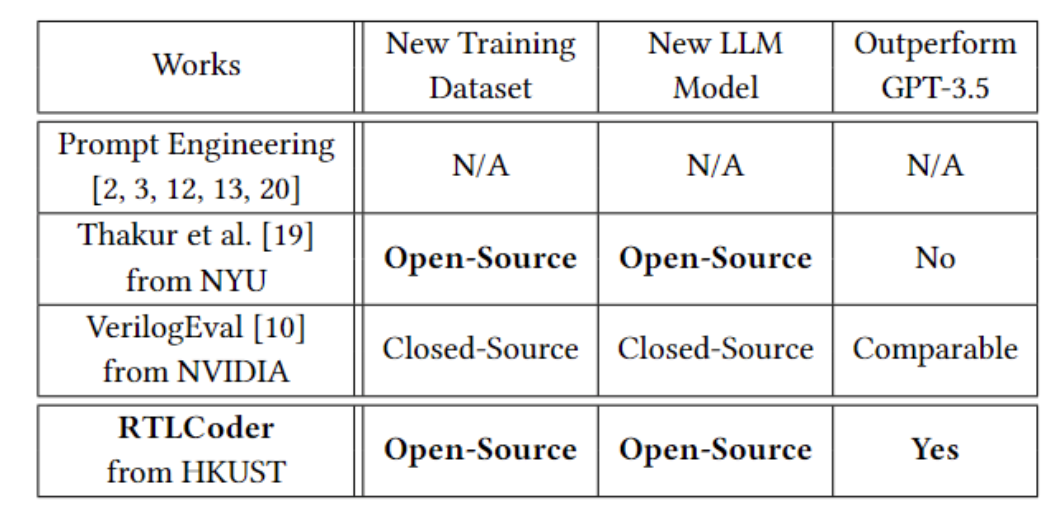 Works
New Training
Dataset
New LLM
Model
Outperform
GPT-3.5
Prompt Engineering
[2, 3, 12, 13, 20]
N/A
N/A
N/A
Thakur et al. [19]
from NYU
Open-Source
Open-Source
No
VerilogEval [10]
from NVIDIA
Closed-Source
Closed-Source
Comparable
RTLCoder
from HKUST
Open-Source
Open-Source
Yes